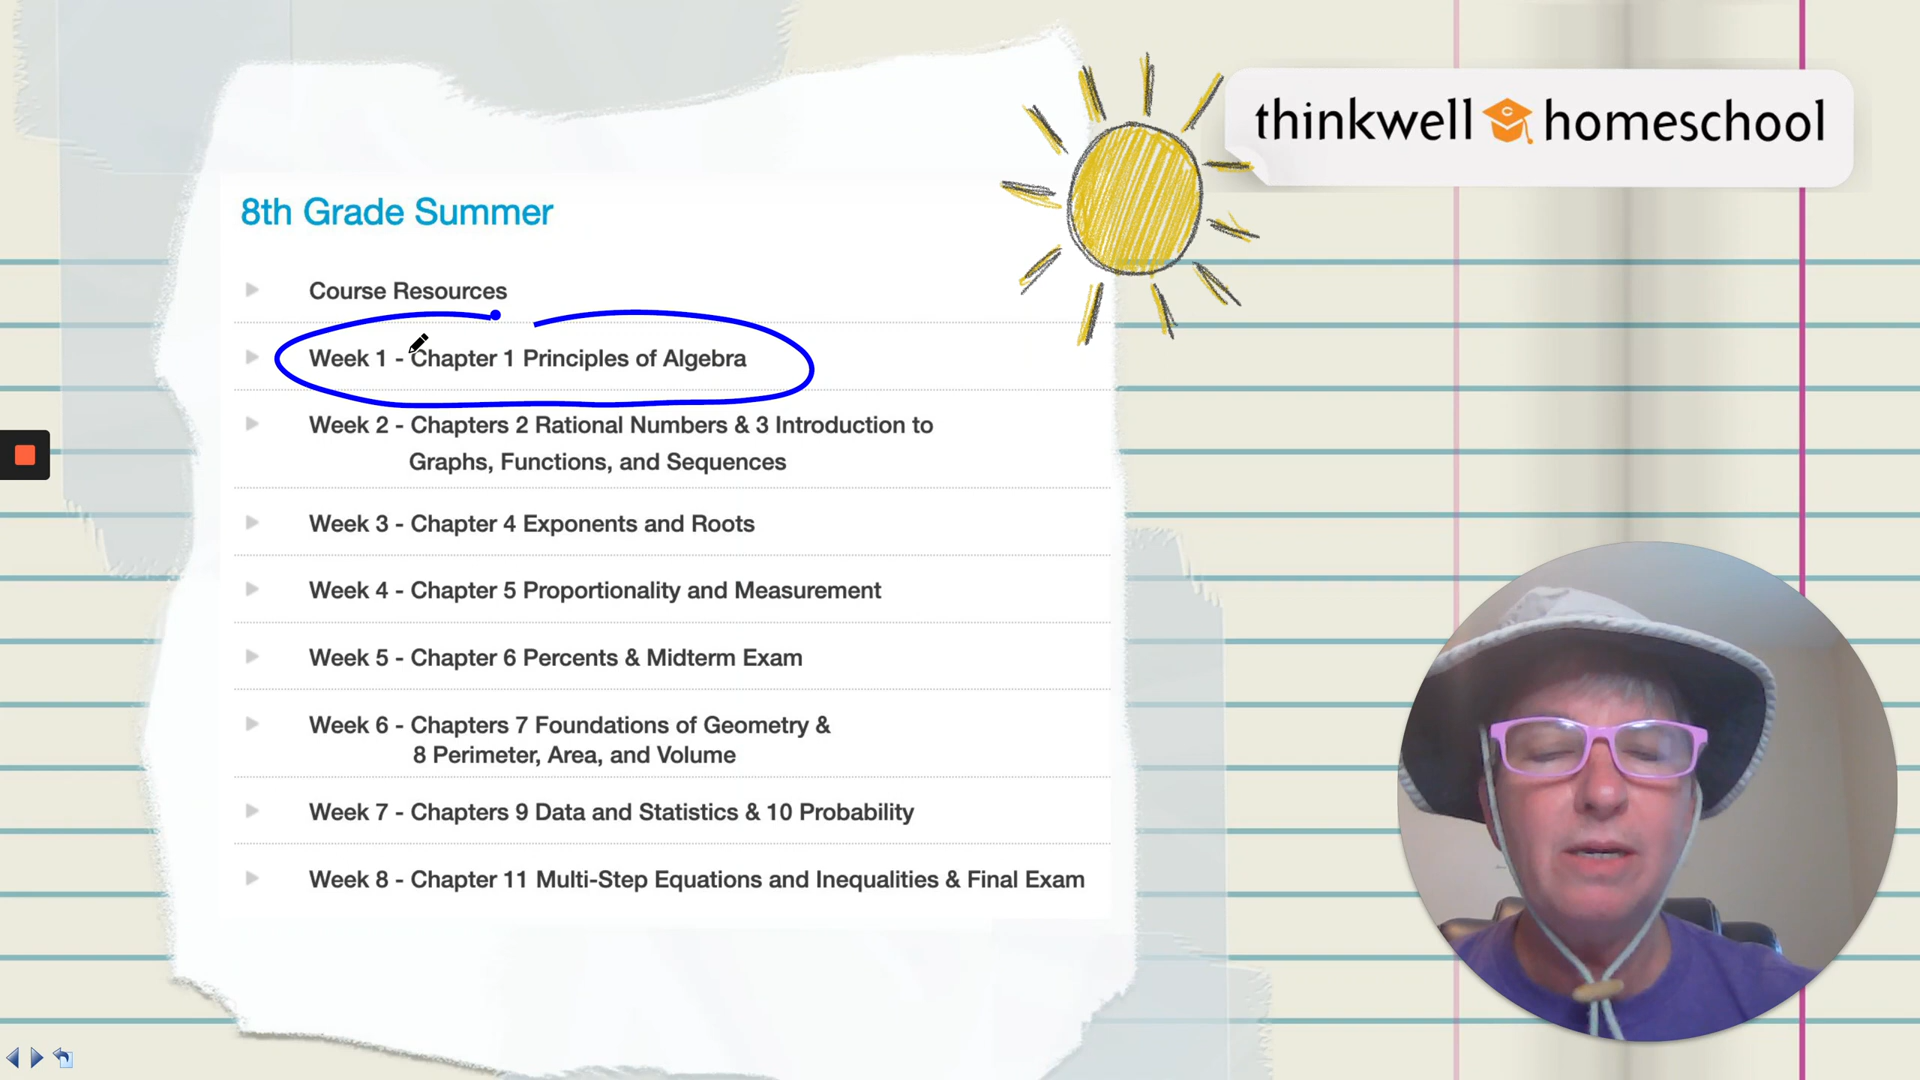 thinkwell homeschool
8th Grade Summer
Course Resources
Week 1 - Chapter 1 Principles of Algebra
Week 2 - Chapters 2 Rational Numbers & 3 Introduction to
Graphs, Functions, and Sequences
Week 3 - Chapter 4 Exponents and Roots
Week 4 - Chapter 5 Proportionality and Measurement
Week 5 - Chapter 6 Percents & Midterm Exam
Week 6 - Chapters 7 Foundations of Geometry &
8 Perimeter, Area, and Volume
Week 7 - Chapters 9 Data and Statistics & 10 Probability
Week 8 - Chapter 11 Multi-Step Equations and Inequalities & Final Exam